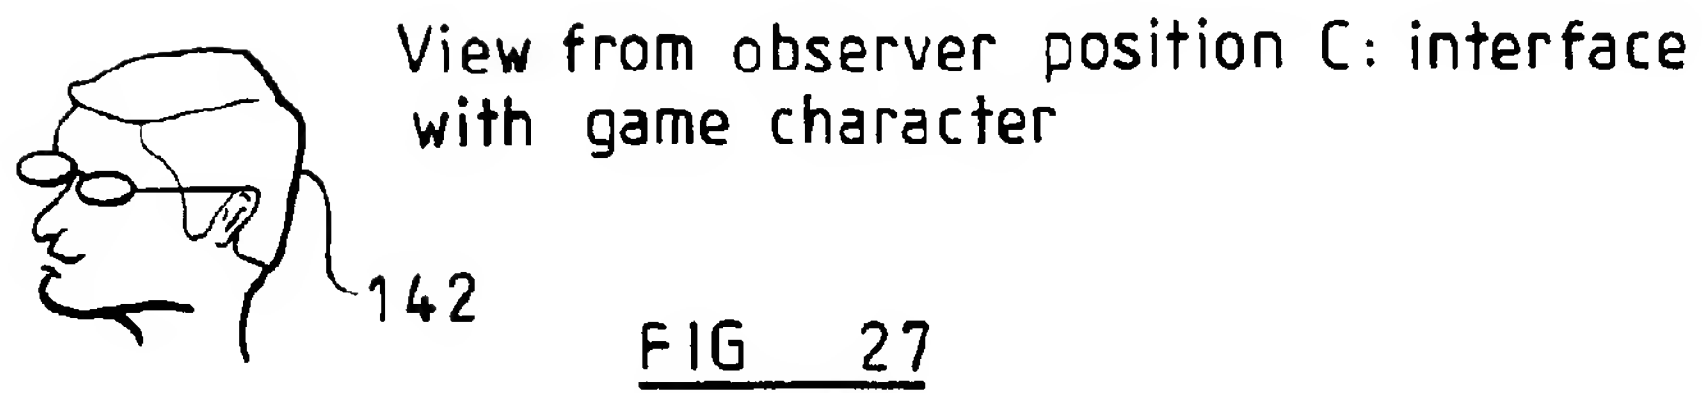 View from observer position C: interface
with game character
142
FIG 27